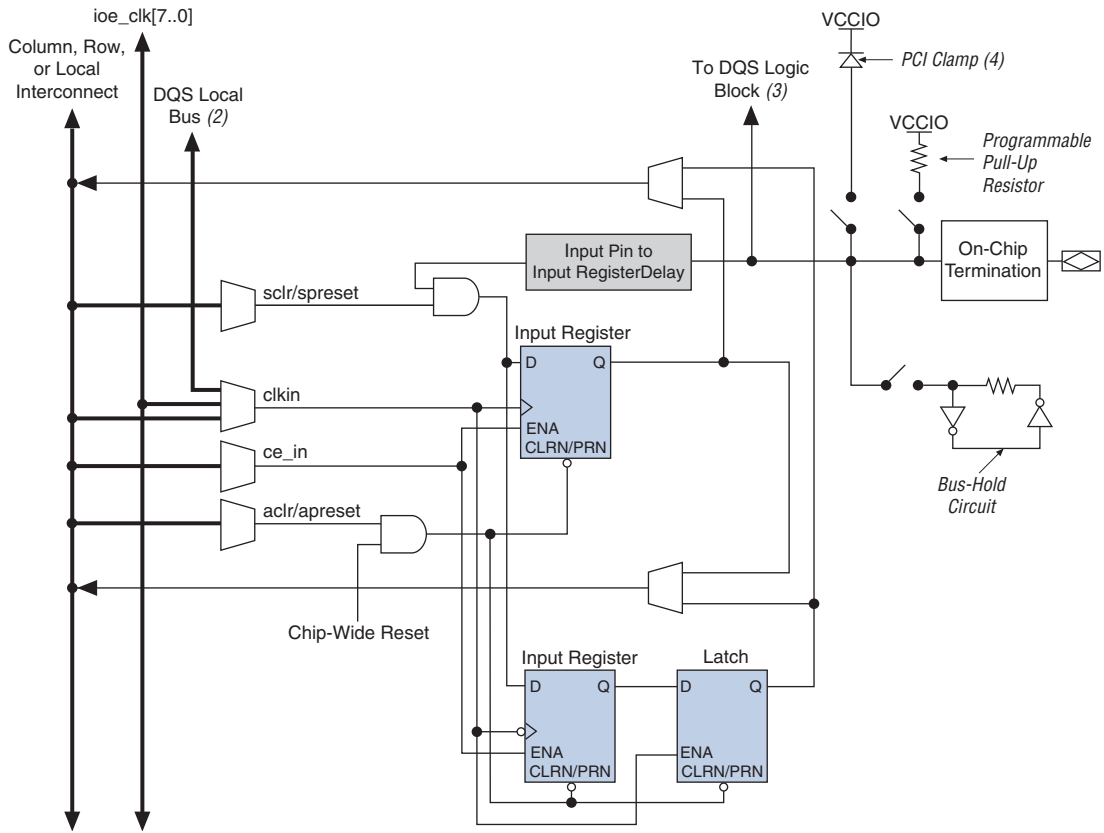 ioe_clk[7..0]
Column, Row,
or Local
Interconnect
DQS Local
Bus (2)
To DQS Logic
Block (3)
VCCIO
PCI Clamp (4)
VCCIO
Programmable
Pull-Up
Resistor
Input Pin to
Input RegisterDelay
On-Chip
Termination
sclr/spreset
Input Register
D
Q
clkin
ENA
CLRN/PRN
ce_in
aclr/apreset
Bus-Hold
Circuit
Chip-Wide Reset
Input Register
D
Q
ENA
CLRN/PRN
Latch
D
Q
ENA
CLRN/PRN